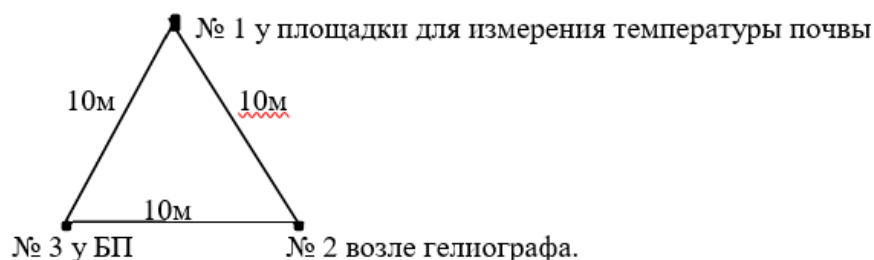 № 1 у площадки для измерения температуры почвы
10м 10м
10м
№ 3 у БП № 2 возле гелиографа.